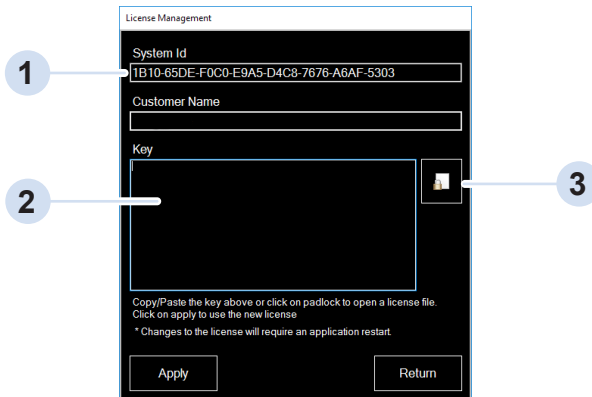 License Management
System Id
1
1B10-65DE-F0C0-E9A5-D4C8-7676-A6AF-5303
Customer Name
Key
2
3
Copy/Paste the key above or click on padlock to open a license file.
Click on apply to use the new license
* Changes to the license will require an application restart.
Apply
Return